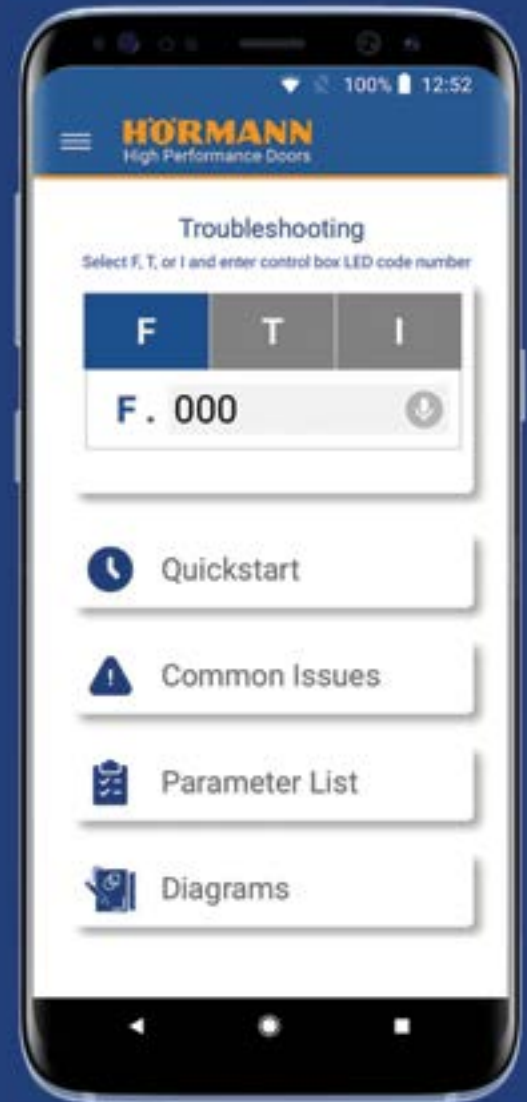 100% 12:52
HÖRMANN
High Performance Doors
Troubleshooting
Select F, T, or I and enter control box LED code number
F T I
F. 000
Quickstart
Common Issues
Parameter List
Diagrams